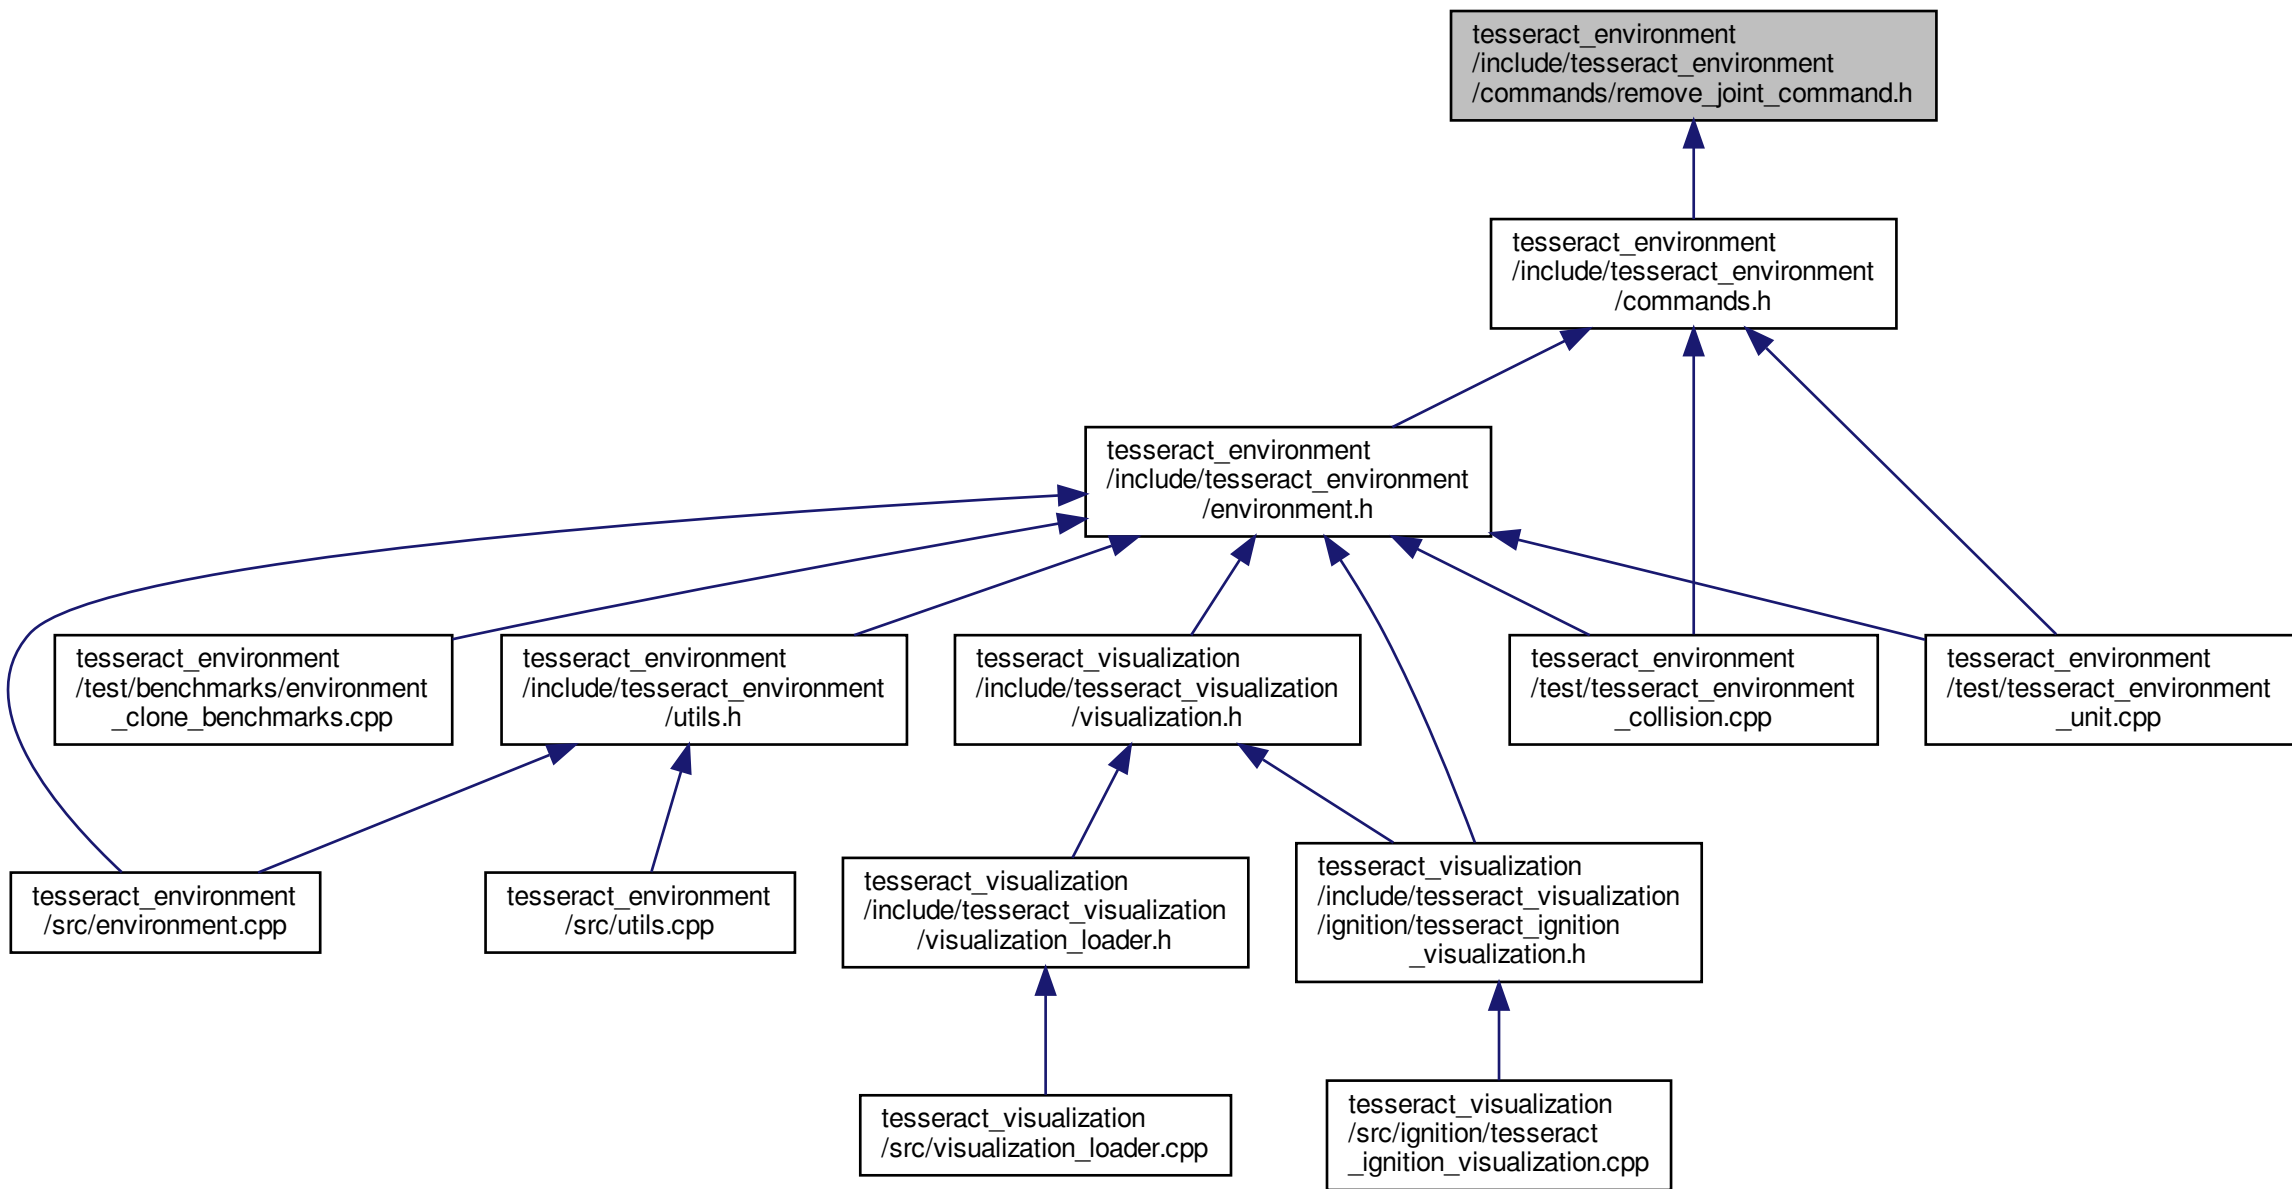 tesseract_environment
/include/tesseract_environment
/commands/remove_joint_command.h
tesseract_environment
/include/tesseract_environment
/commands.h
tesseract_environment
/include/tesseract_environment
/environment.h
tesseract_environment
/test/benchmarks/environment
_clone_benchmarks.cpp
tesseract_environment
/include/tesseract_environment
/utils.h
tesseract_visualization
/include/tesseract_visualization
/visualization.h
tesseract_environment
/test/tesseract_environment
_collision.cpp
tesseract_environment
/test/tesseract_environment
_unit.cpp
tesseract_environment
/src/environment.cpp
tesseract_environment
/src/utils.cpp
tesseract_visualization
/include/tesseract_visualization
/visualization_loader.h
tesseract_visualization
/include/tesseract_visualization
/ignition/tesseract_ignition
_visualization.h
tesseract_visualization
/src/visualization_loader.cpp
tesseract_visualization
/src/ignition/tesseract
_ignition_visualization.cpp